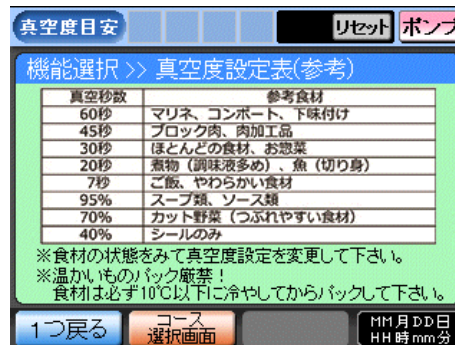 真空度目安
リセット
ポンプ
機能選択>> 真空度設定表(参考)
真空秒数 参考食材
60秒 マリネ、コンポート、下味付け
45秒 ブロック肉、肉加工品
30秒 ほとんどの食材、お惣菜
20秒 煮物（調味液多め）、魚（切り身）
7秒 ご飯、やわらかい食材
95% スープ類、ソース類
70% カット野菜（つぶれやすい食材）
40% シールのみ
※食材の状態をみて真空度設定を変更して下さい。
※温かいものパック厳禁！
食材は必ず10℃以下に冷やしてからパックして下さい。
1つ戻る
コース
選択画面
MM月DD日
HH時mm分